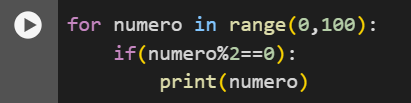 for numero in range(0,100):
    if(numero%2==0):
        print(numero)